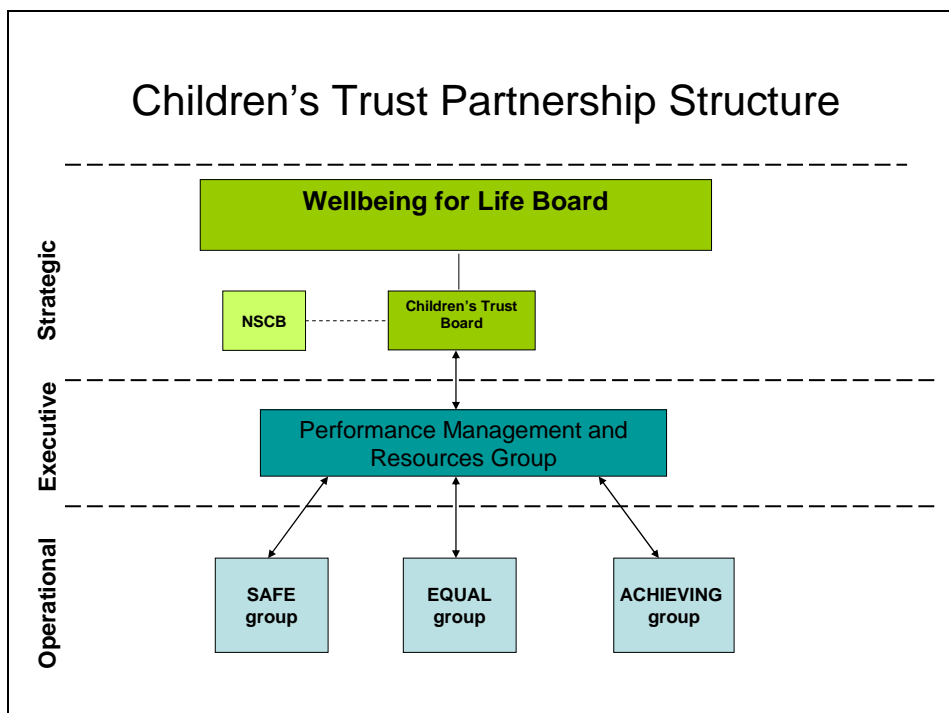 Children’s Trust Partnership Structure
Strategic
Wellbeing for Life Board
NSCB
Children’s Trust
Board
Executive
Performance Management and
Resources Group
Operational
SAFE
group
EQUAL
group
ACHIEVING
group